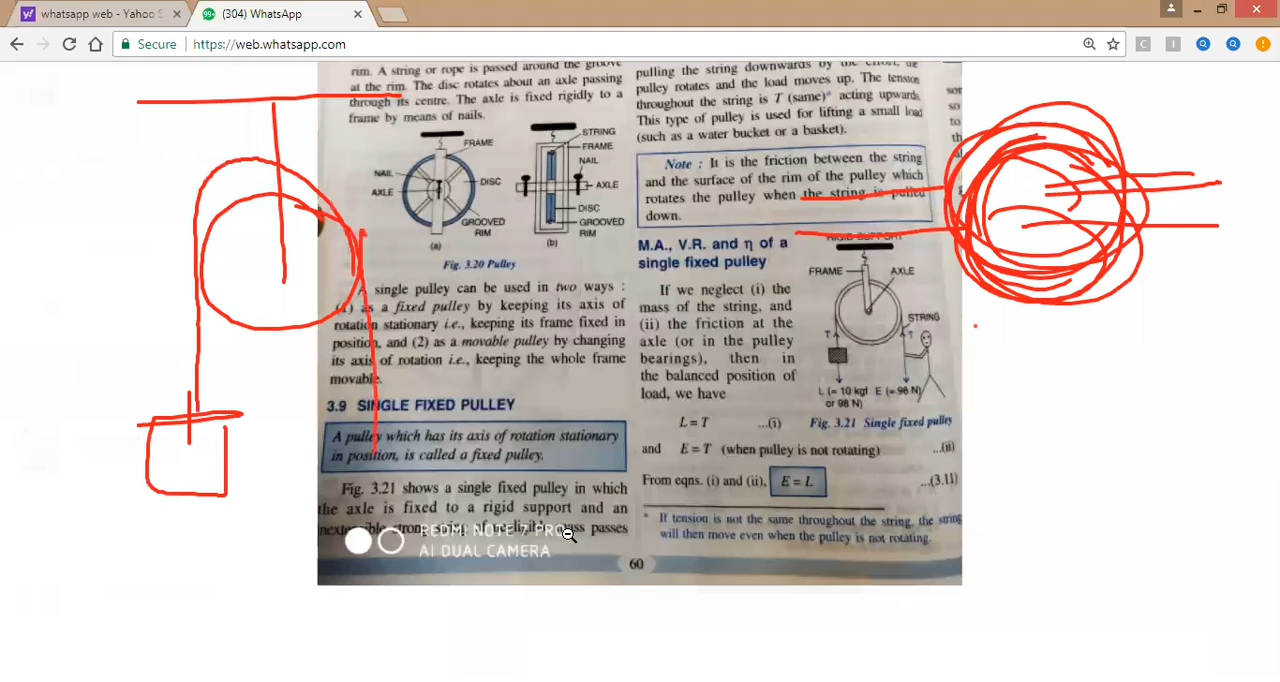 whatsapp web - Yahoo S
99+
(304) WhatsApp
Secure
https://web.whatsapp.com
rim. A string or rope is passed around the groove
at the rim. The disc rotates about an axle passing
through its centre. The axle is fixed rigidly to a
frame by means of nails.
FRAME
NAIL
AXLE
DISC
GROOVED
RIM
(a)
STRING
FRAME
NAIL
AXLE
DISC
GROOVED
RIM
(b)
Fig. 3.20 Pulley
A single pulley can be used in two ways :
(1) as a fixed pulley by keeping its axis of
rotation stationary i.e., keeping its frame fixed in
position, and (2) as a movable pulley by changing
its axis of rotation i.e., keeping the whole frame
movable.
3.9 SINGLE FIXED PULLEY
A pulley which has its axis of rotation stationary
in position, is called a fixed pulley.
Fig. 3.21 shows a single fixed pulley in which
the axle is fixed to a rigid support and an
inextensible strong string of negligible mass passes
REDMI NOTE 7 PRO
AI DUAL CAMERA
pulling the string downwards by the effort, the
pulley rotates and the load moves up. The tension
throughout the string is T (same)* acting upwards.
This type of pulley is used for lifting a small load
(such as a water bucket or a basket).
Note : It is the friction between the string
and the surface of the rim of the pulley which
rotates the pulley when the string is pulled
down.
M.A., V.R. and η of a
single fixed pulley
If we neglect (i) the
mass of the string, and
(ii) the friction at the
axle (or in the pulley
bearings), then in
the balanced position of
load, we have
RIGID SUPPORT
FRAME
AXLE
STRING
T
T
L (= 10 kgf
or 98 N)
E (= 98 N)
Fig. 3.21 Single fixed pulley
L = T ...(i)
and E = T (when pulley is not rotating) ...(ii)
From eqns. (i) and (ii), E = L ...(3.11)
* If tension is not the same throughout the string, the string
will then move even when the pulley is not rotating.
60
so
to
th